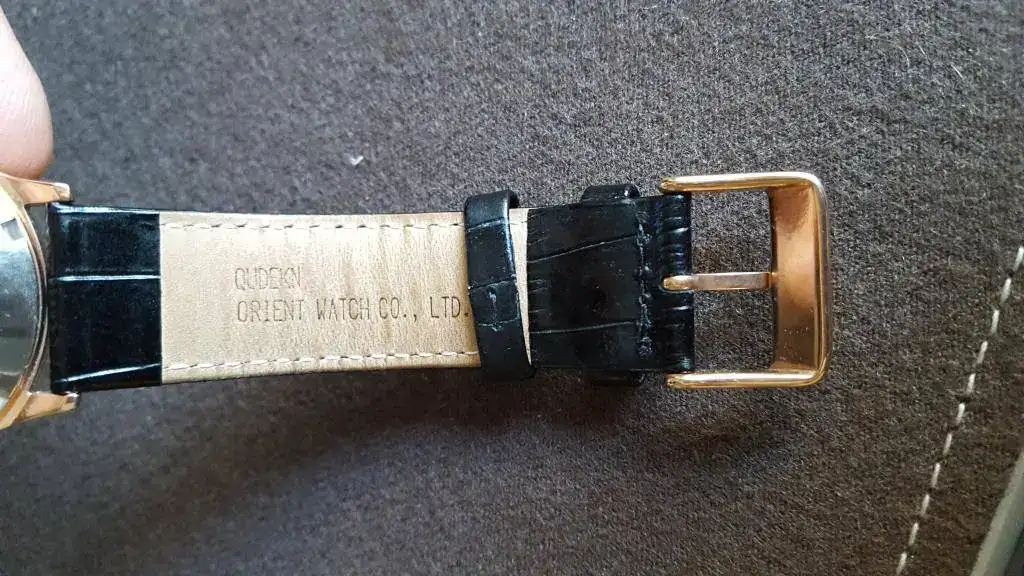 QUDEKN
ORIENT WATCH CO., LTD.